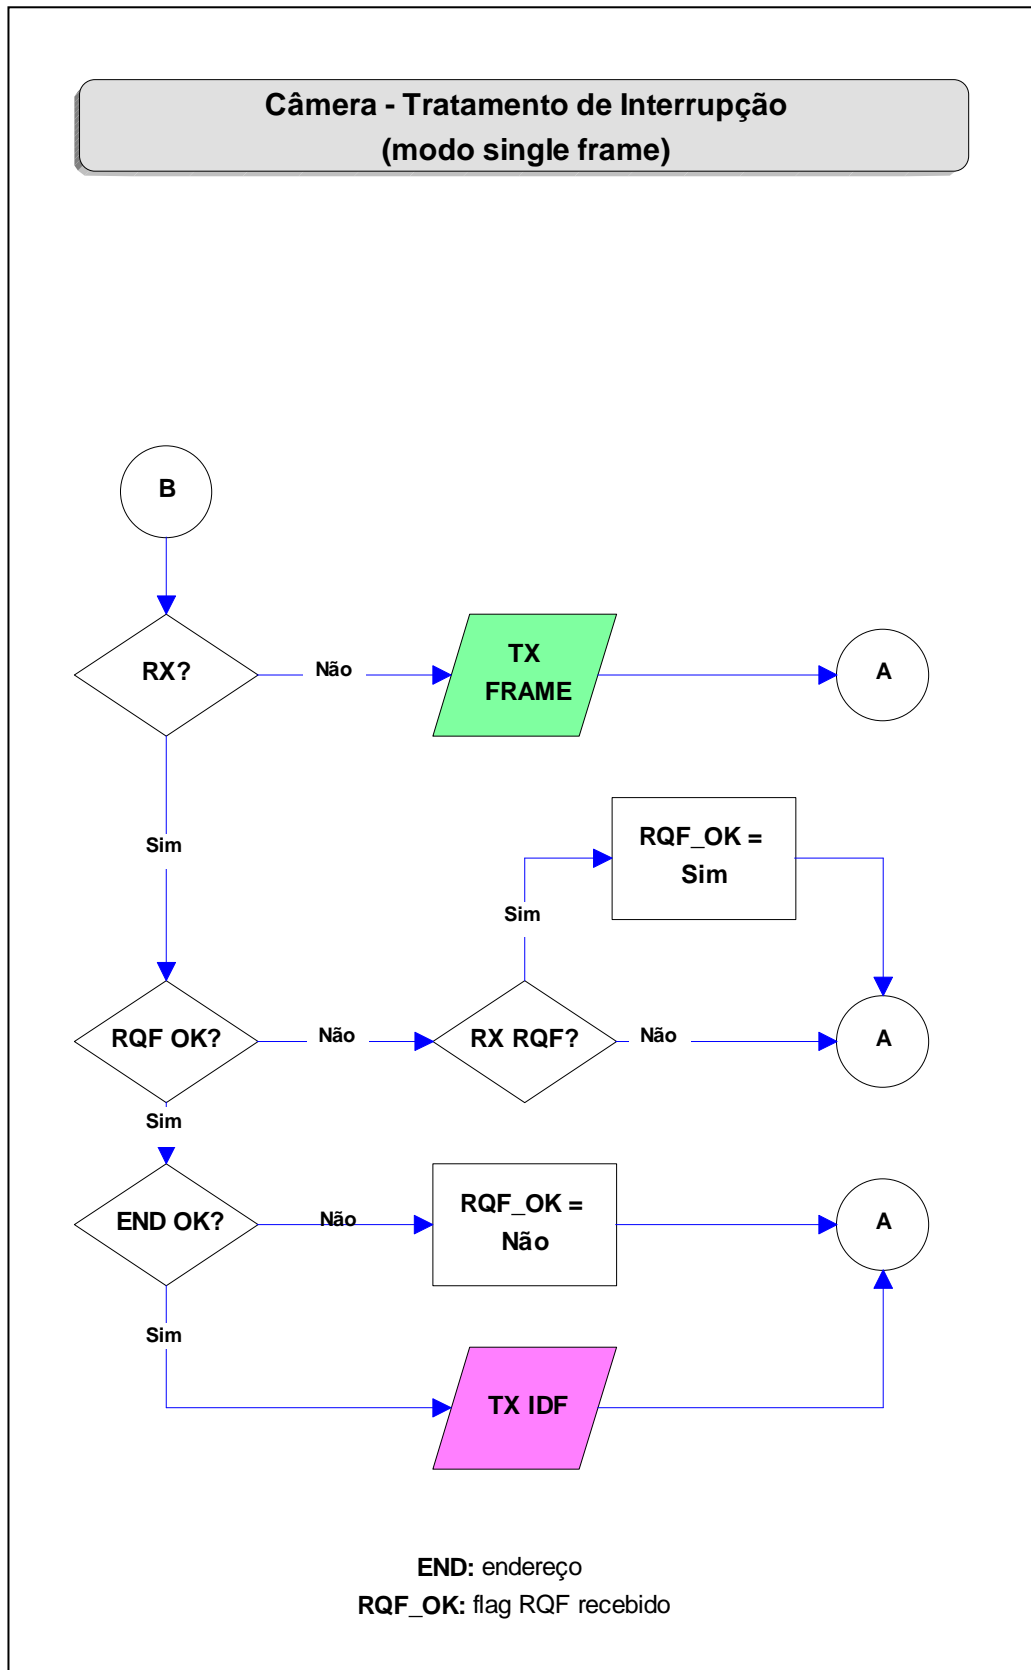 Câmera - Tratamento de Interrupção
(modo single frame)
B
RX?
Não
TX
FRAME
A
Sim
RQF_OK =
Sim
Sim
RQF OK?
Não
RX RQF?
Não
A
Sim
END OK?
Não
RQF_OK =
Não
A
Sim
TX IDF
END: endereço
RQF_OK: flag RQF recebido